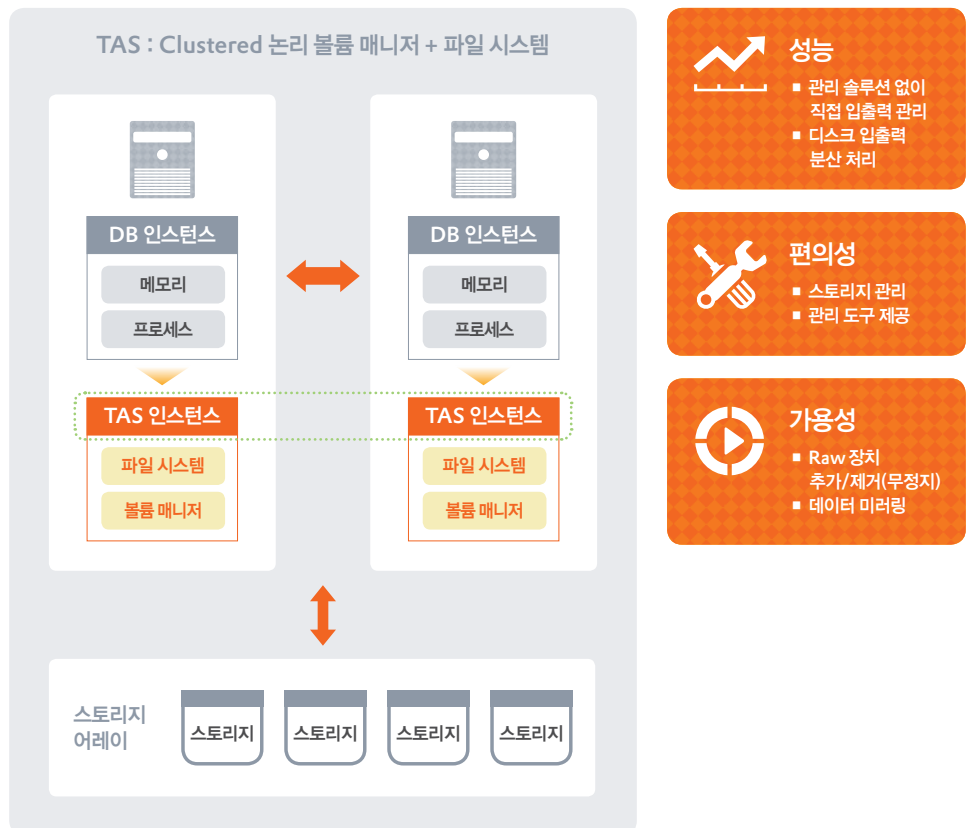 TAS : Clustered 논리 볼륨 매니저 + 파일 시스템
DB 인스턴스
메모리
프로세스
TAS 인스턴스
파일 시스템
볼륨 매니저
DB 인스턴스
메모리
프로세스
TAS 인스턴스
파일 시스템
볼륨 매니저
스토리지
어레이
스토리지
스토리지
스토리지
스토리지
성능
■ 관리 솔루션 없이
직접 입출력 관리
■ 디스크 입출력
분산 처리
편의성
■ 스토리지 관리
■ 관리 도구 제공
가용성
■ Raw 장치
추가/제거(무정지)
■ 데이터 미러링